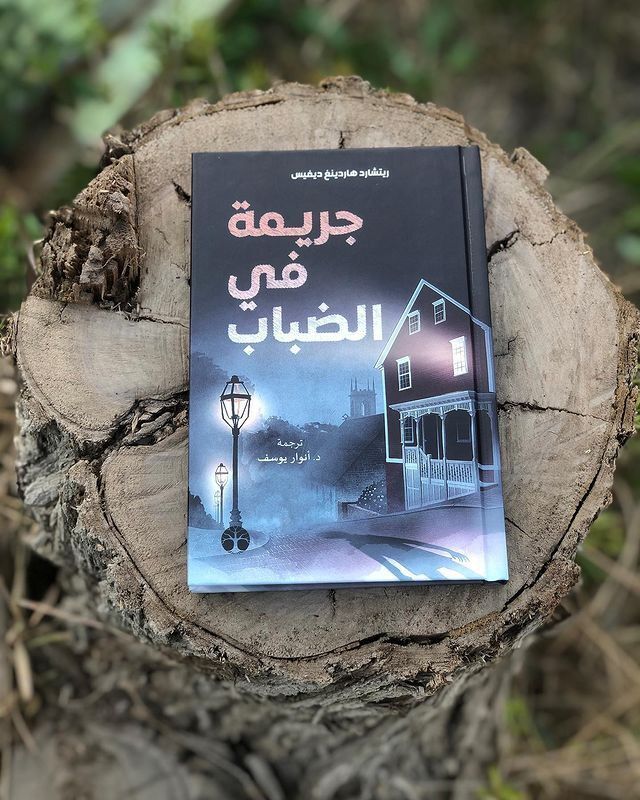 ريتشارد هاردينغ ديفيس
جريمة
في
الضباب
ترجمة
د. أنوار يوسف